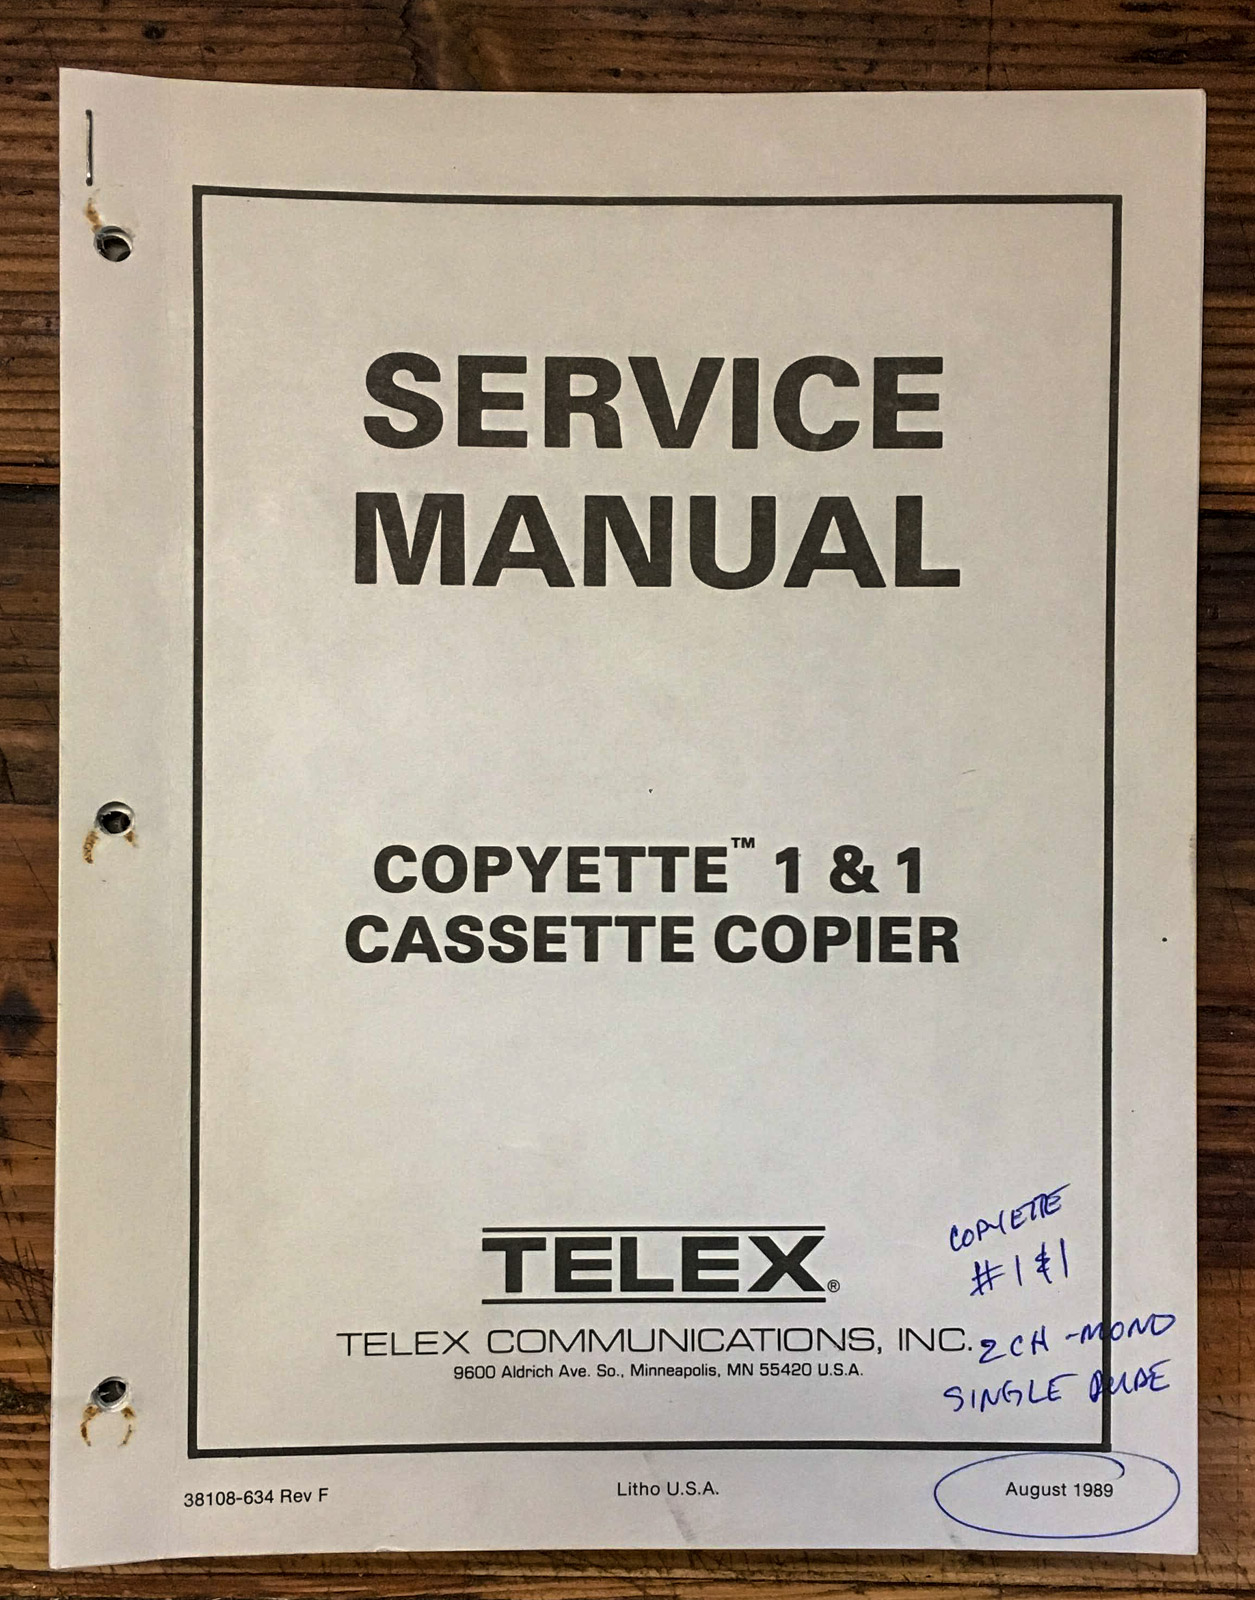 SERVICE
MANUAL
COPYETTE™ 1 & 1
CASSETTE COPIER
TELEX®
TELEX COMMUNICATIONS, INC.
9600 Aldrich Ave. So., Minneapolis, MN 55420 U.S.A.
COPYETTE
#1&1
2CH-MONO
SINGLE
38108-634 Rev F
Litho U.S.A.
August 1989